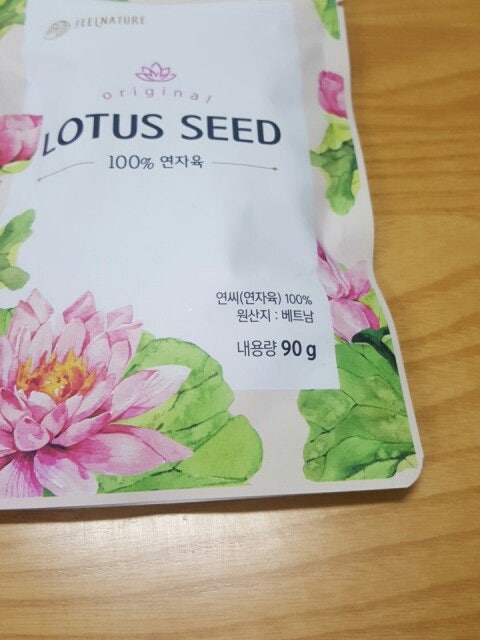 FEELNATURE
original
LOTUS SEED
100% 연자육
연씨(연자육) 100%
원산지 : 베트남
내용량 90 g